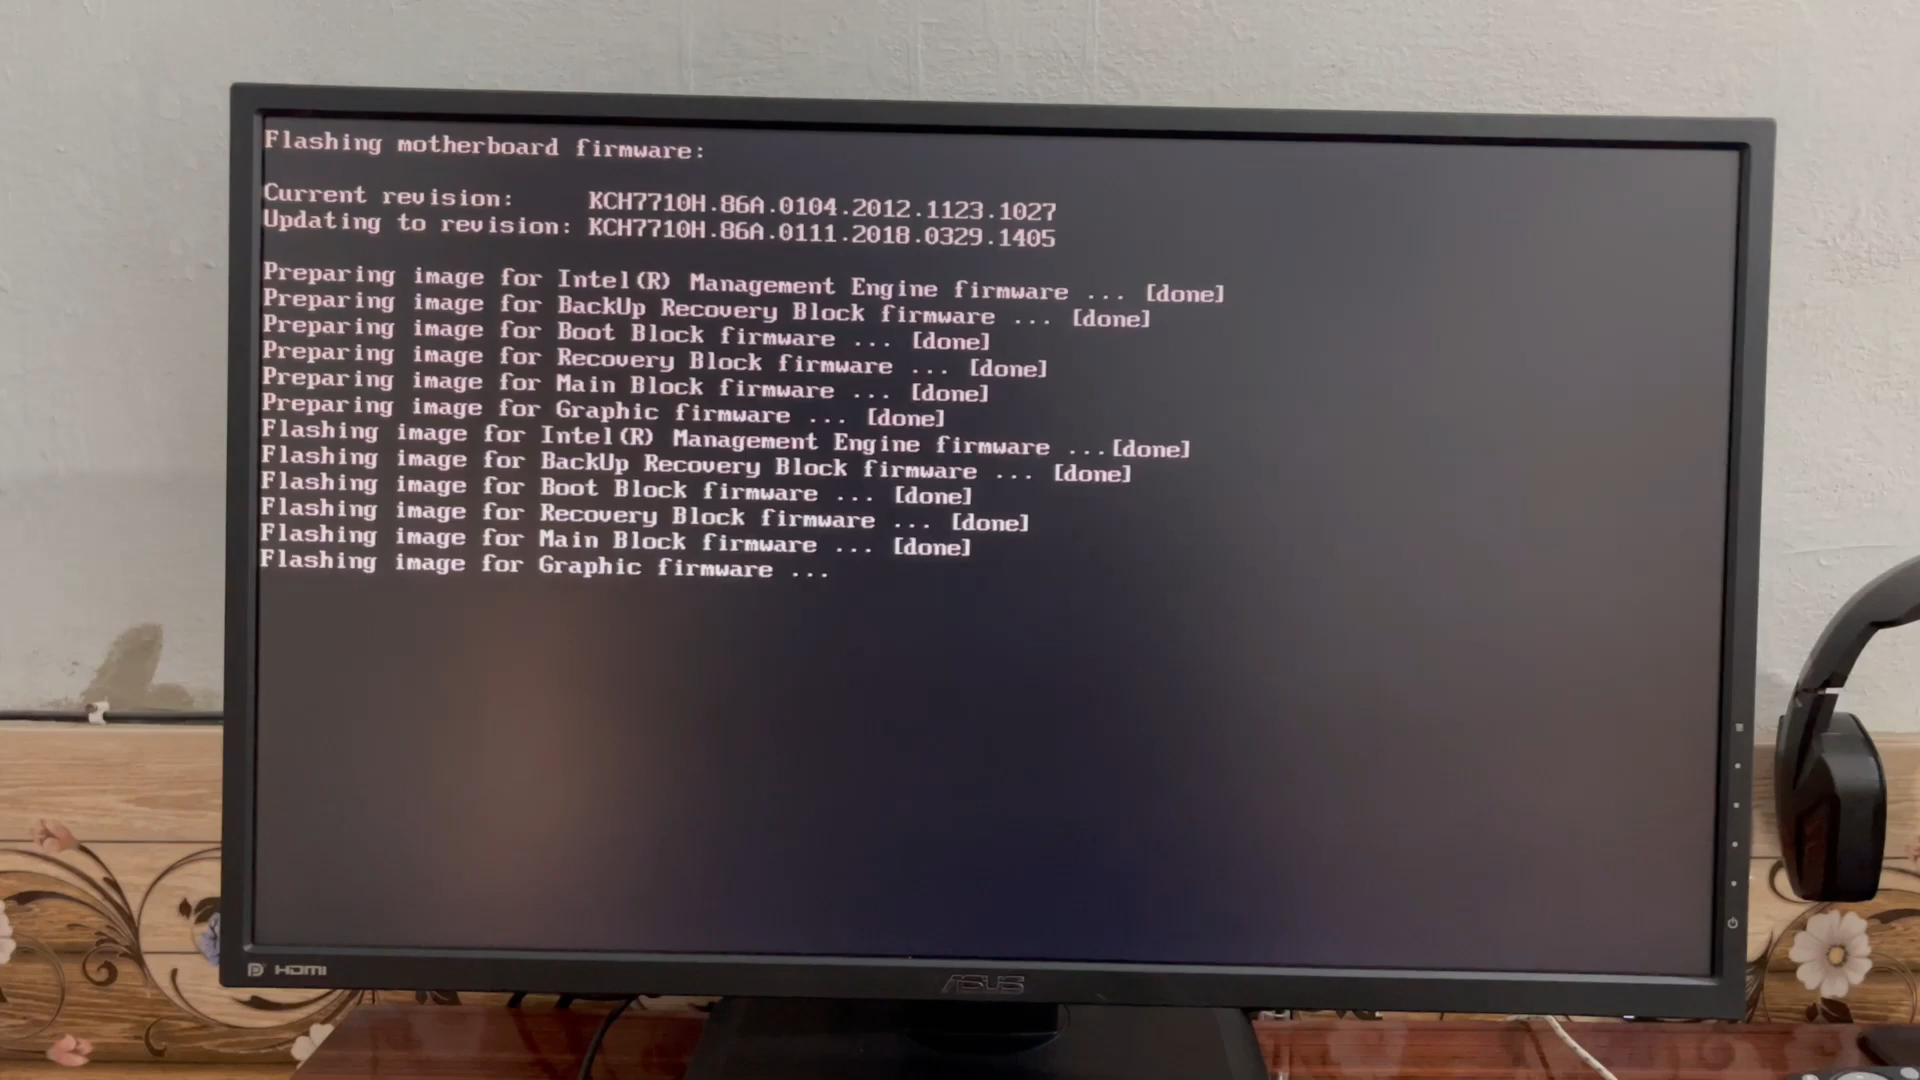 Flashing motherboard firmware:
Current revision: KCH7710H.86A.0104.2012.1123.1027
Updating to revision: KCH7710H.86A.0111.2018.0329.1405
Preparing image for Intel(R) Management Engine firmware ... [done]
Preparing image for BackUp Recovery Block firmware ... [done]
Preparing image for Boot Block firmware ... [done]
Preparing image for Recovery Block firmware ... [done]
Preparing image for Main Block firmware ... [done]
Preparing image for Graphic firmware ... [done]
Flashing image for Intel(R) Management Engine firmware ...[done]
Flashing image for BackUp Recovery Block firmware ... [done]
Flashing image for Boot Block firmware ... [done]
Flashing image for Recovery Block firmware ... [done]
Flashing image for Main Block firmware ... [done]
Flashing image for Graphic firmware ...
HDMI
ASUS